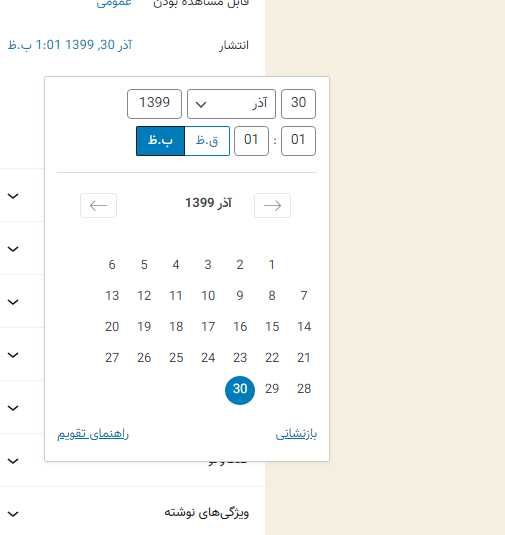 قابل مشاهده بودن عمومی
انتشار آذر 30, 1399 1:01 ب.ظ
30 آذر 1399
01 : 01 ق.ظ ب.ظ
آذر 1399
1 2 3 4 5 6
7 8 9 10 11 12 13
14 15 16 17 18 19 20
21 22 23 24 25 26 27
28 29 30
بازنشانی راهنمای تقویم
ویژگی‌های نوشته